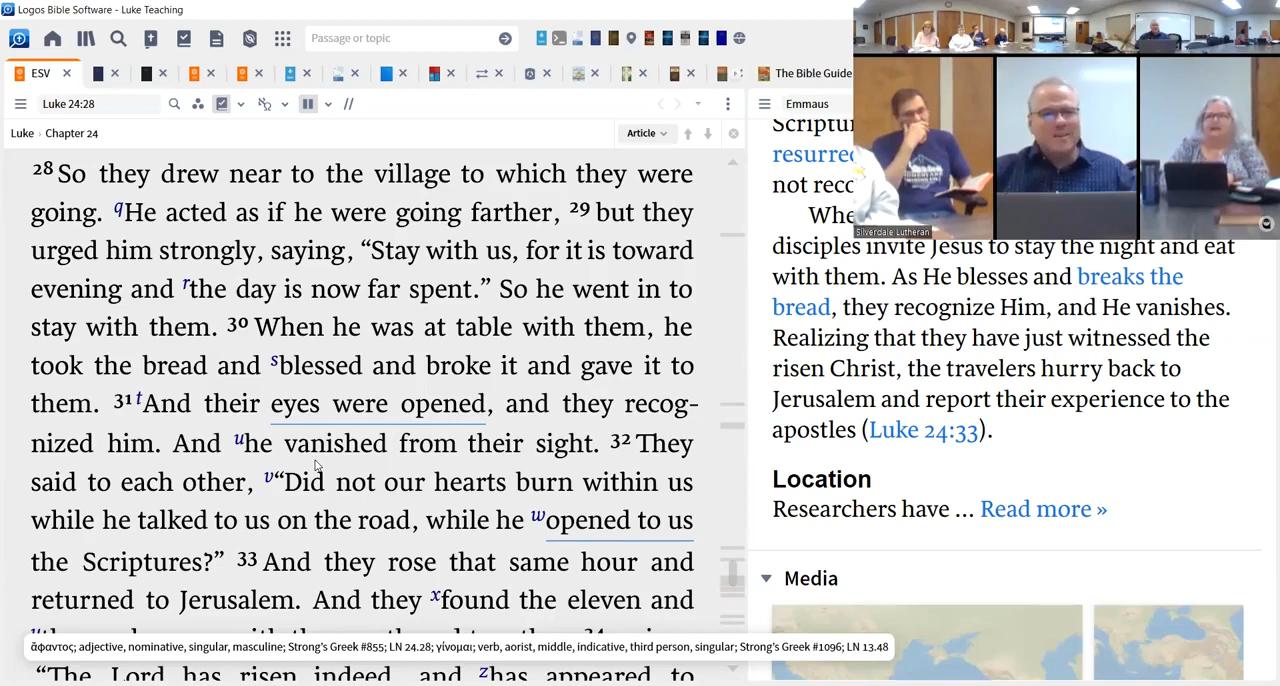 Logos Bible Software - Luke Teaching
Passage or topic
ESV
The Bible Guide
Luke 24:28
Emmaus
Luke › Chapter 24
Article
28 So they drew near to the village to which they were
going. q He acted as if he were going farther, 29 but they
urged him strongly, saying, “Stay with us, for it is toward
evening and r the day is now far spent.” So he went in to
stay with them. 30 When he was at table with them, he
took the bread and s blessed and broke it and gave it to
them. 31 t And their eyes were opened, and they recog-
nized him. And u he vanished from their sight. 32 They
said to each other, v “Did not our hearts burn within us
while he talked to us on the road, while he w opened to us
the Scriptures?” 33 And they rose that same hour and
returned to Jerusalem. And they x found the eleven and
“The Lord has risen indeed, and z has appeared to
ἄφαντος; adjective, nominative, singular, masculine; Strong's Greek #855; LN 24.28; γίνομαι; verb, aorist, middle, indicative, third person, singular; Strong's Greek #1096; LN 13.48
Silverdale Lutheran
not reco
disciples invite Jesus to stay the night and eat
with them. As He blesses and breaks the
bread, they recognize Him, and He vanishes.
Realizing that they have just witnessed the
risen Christ, the travelers hurry back to
Jerusalem and report their experience to the
apostles (Luke 24:33).
Location
Researchers have ... Read more »
Media